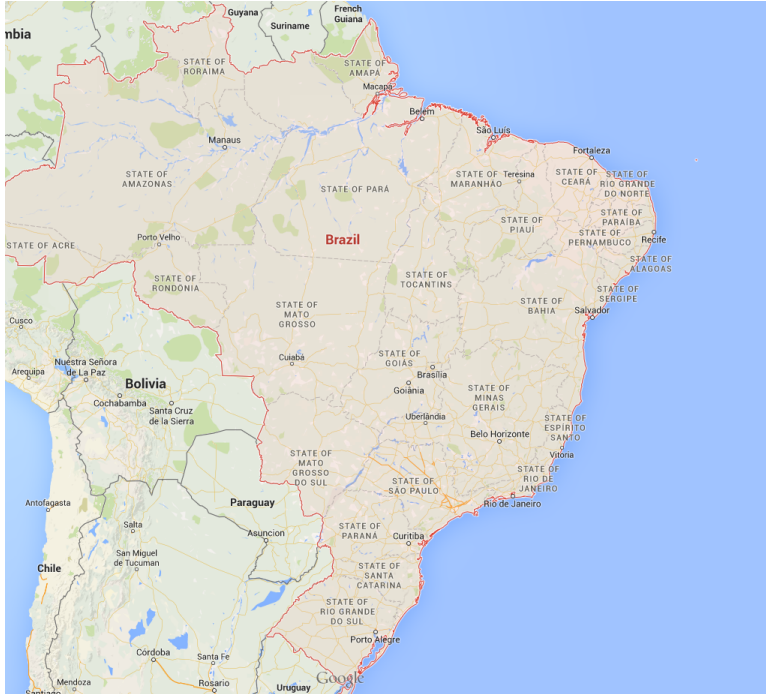 Guyana
Suriname
French
Guiana
mbia
STATE OF
RORAIMA
STATE OF
AMAPÁ
Macapá
Belem
São Luis
Manaus
Fortaleza
STATE OF
AMAZONAS
STATE OF PARÁ
STATE OF
MARANHÃO
Teresina
STATE OF
CEARÁ
STATE OF
RIO GRANDE
DO NORTE
STATE OF
PARAÍBA
STATE OF
PIAUÍ
STATE OF
PERNAMBUCO
Recife
STATE OF ACRE
Porto Velho
Brazil
STATE OF
ALAGOAS
STATE OF
RONDÔNIA
STATE OF
TOCANTINS
STATE OF
SERGIPE
STATE OF
MATO
GROSSO
STATE OF
BAHIA
Salvador
Cusco
Cuiaba
STATE OF
GOIÁS
Brasília
Goiânia
Arequipa
Nuestra Señora
de La Paz
Bolivia
Cochabamba
Santa Cruz
de la Sierra
STATE OF
MINAS
GERAIS
Uberlândia
Belo Horizonte
STATE OF
ESPÍRITO
SANTO
Vitoria
STATE OF
MATO
GROSSO
DO SUL
STATE OF
SÃO PAULO
STATE OF
RIO DE
JANEIRO
Rio de Janeiro
Antofagasta
Paraguay
Salta
Asuncion
STATE OF
PARANÁ
Curitiba
San Miguel
de Tucuman
Chile
STATE OF
SANTA
CATARINA
STATE OF
RIO GRANDE
DO SUL
Porto Alegre
Córdoba
Santa Fe
Mendoza
Rosario
Google
Uruguay
Santiago